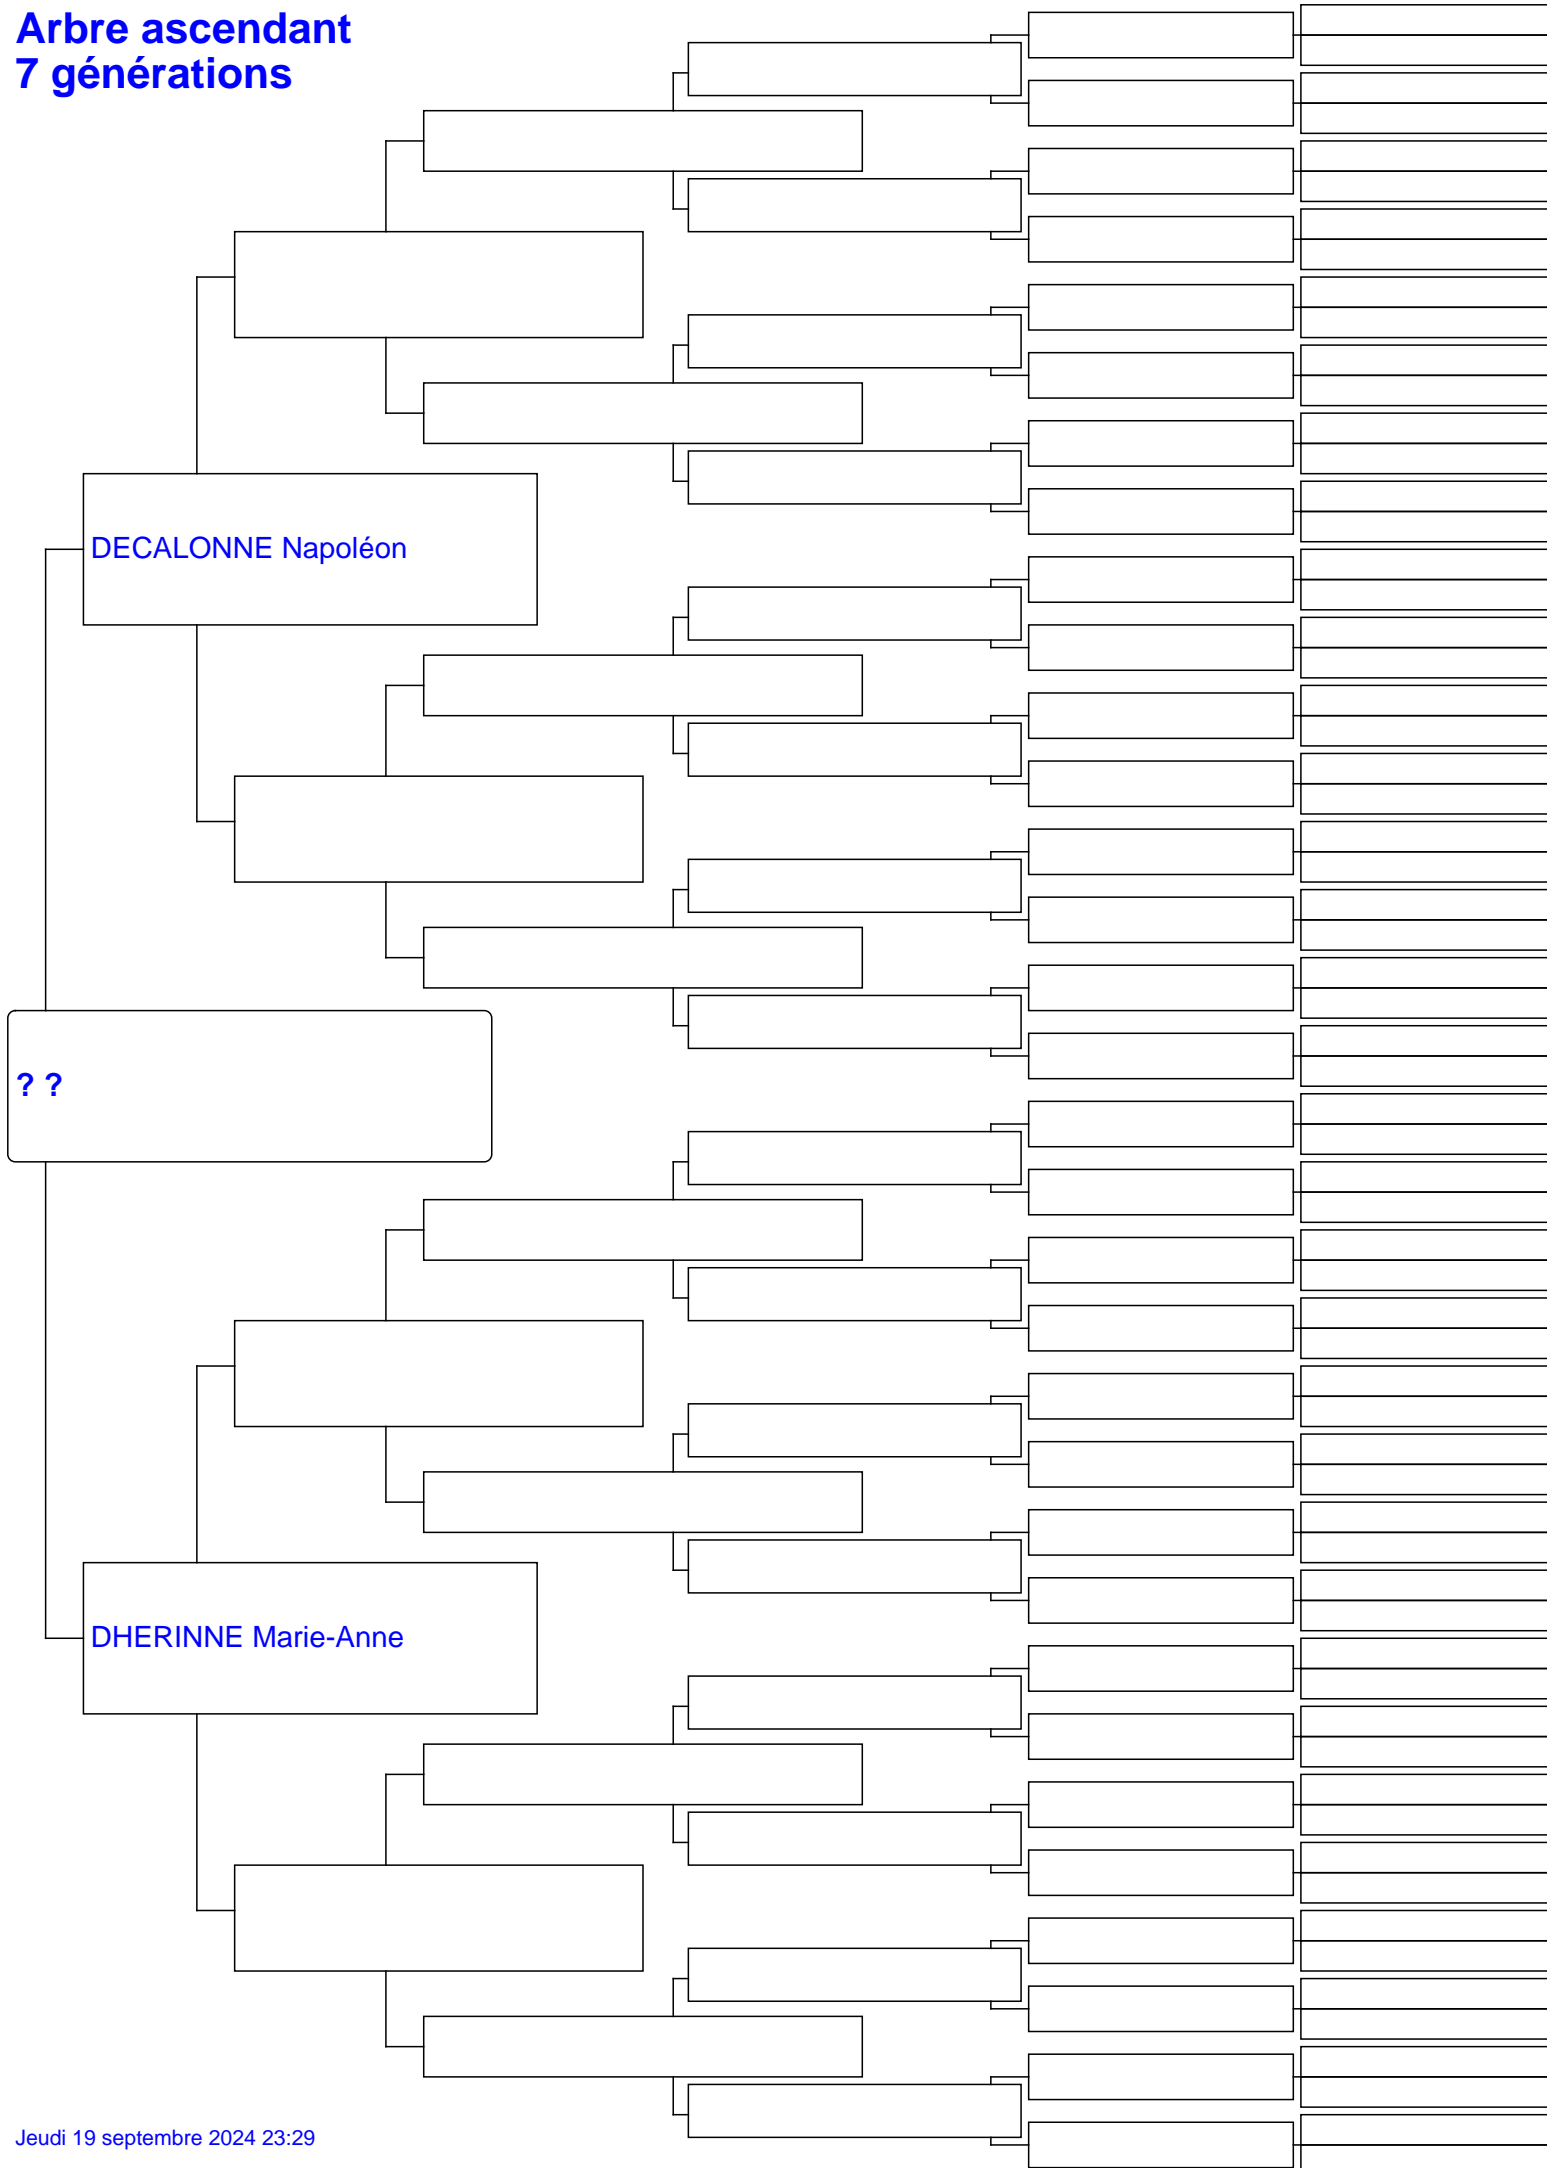 Arbre ascendant
7 générations
DECALONNE Napoléon
? ?
DHERINNE Marie-Anne
Jeudi 19 septembre 2024 23:29